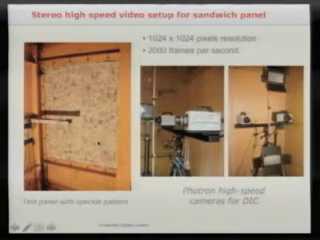 Stereo high speed video setup for sandwich panel
• 1024 x 1024 pixels resolution
• 2000 frames per second
Test panel with speckle pattern
Photron high-speed
cameras for DIC